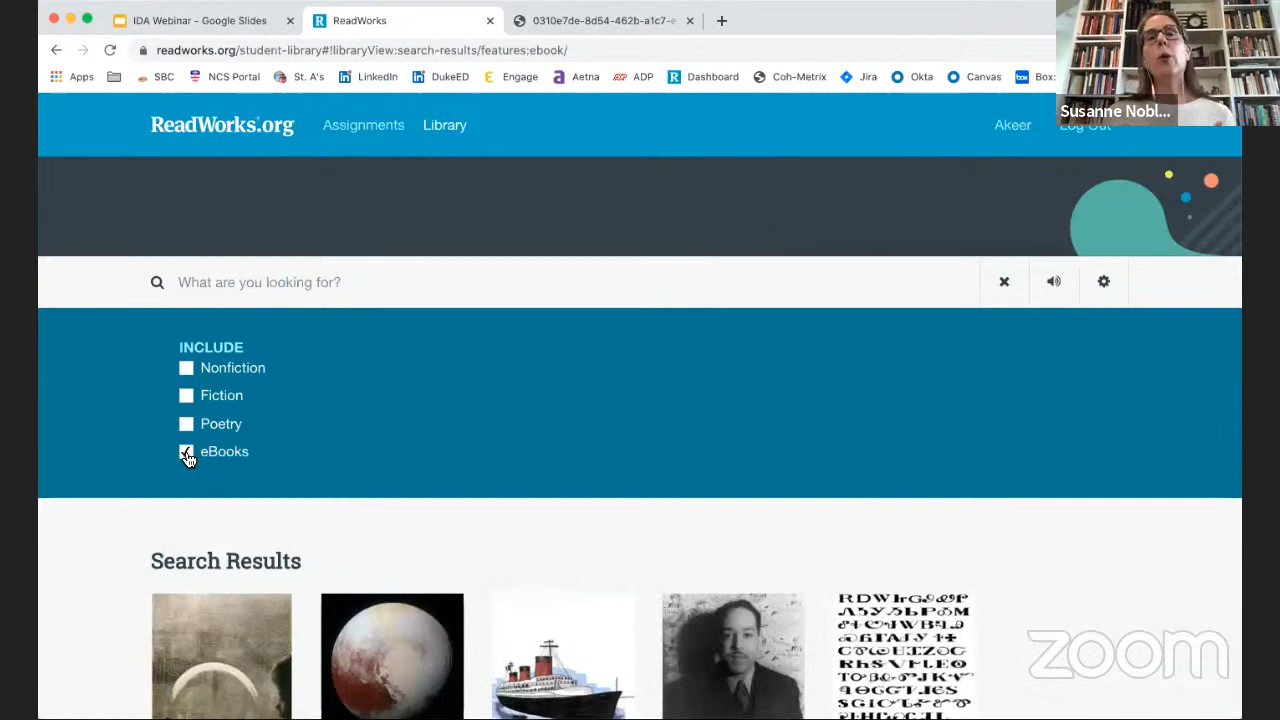 IDA Webinar - Google Slides
ReadWorks
0310e7de-8d54-462b-a1c7-e
readworks.org/student-library#!libraryView:search-results/features;ebook/
Apps SBC NCS Portal St. A's LinkedIn DukeED Engage Aetna ADP Dashboard Coh-Metrix Jira Okta Canvas Box:
Susanne Nobl...
ReadWorks.org Assignments Library Akeer Log Out
What are you looking for?
INCLUDE
Nonfiction
Fiction
Poetry
eBooks
Search Results
zoom